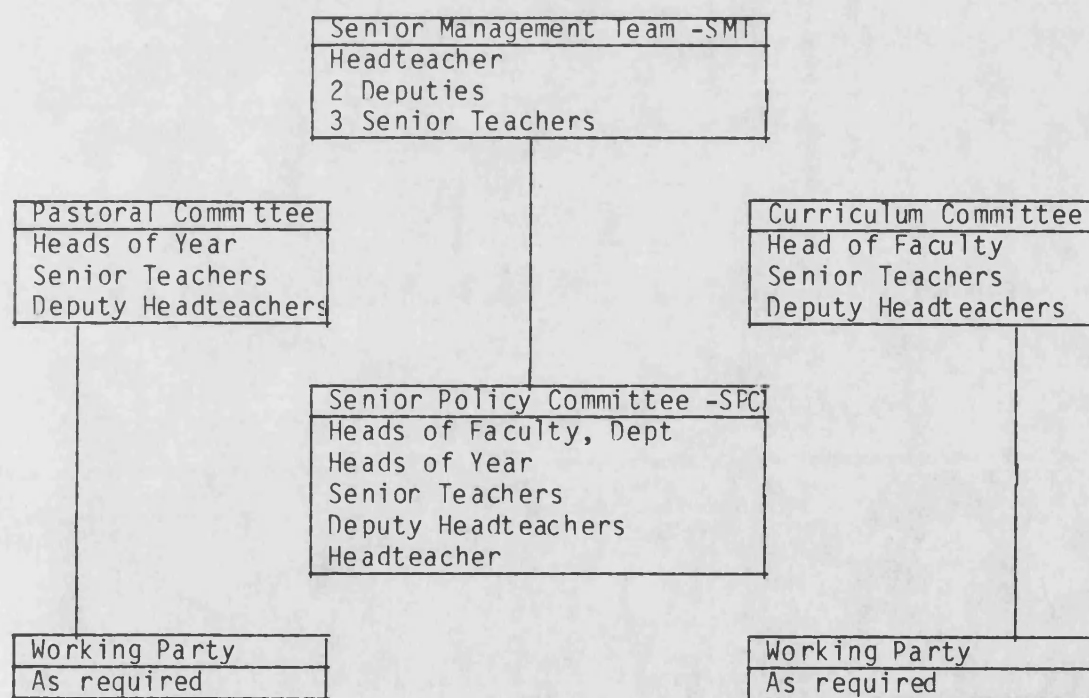 Senior Management Team -SMT
Headteacher
2 Deputies
3 Senior Teachers
Pastoral Committee
Heads of Year
Senior Teachers
Deputy Headteachers
Curriculum Committee
Head of Faculty
Senior Teachers
Deputy Headteachers
Senior Policy Committee -SPC
Heads of Faculty, Dept
Heads of Year
Senior Teachers
Deputy Headteachers
Headteacher
Working Party
As required
Working Party
As required